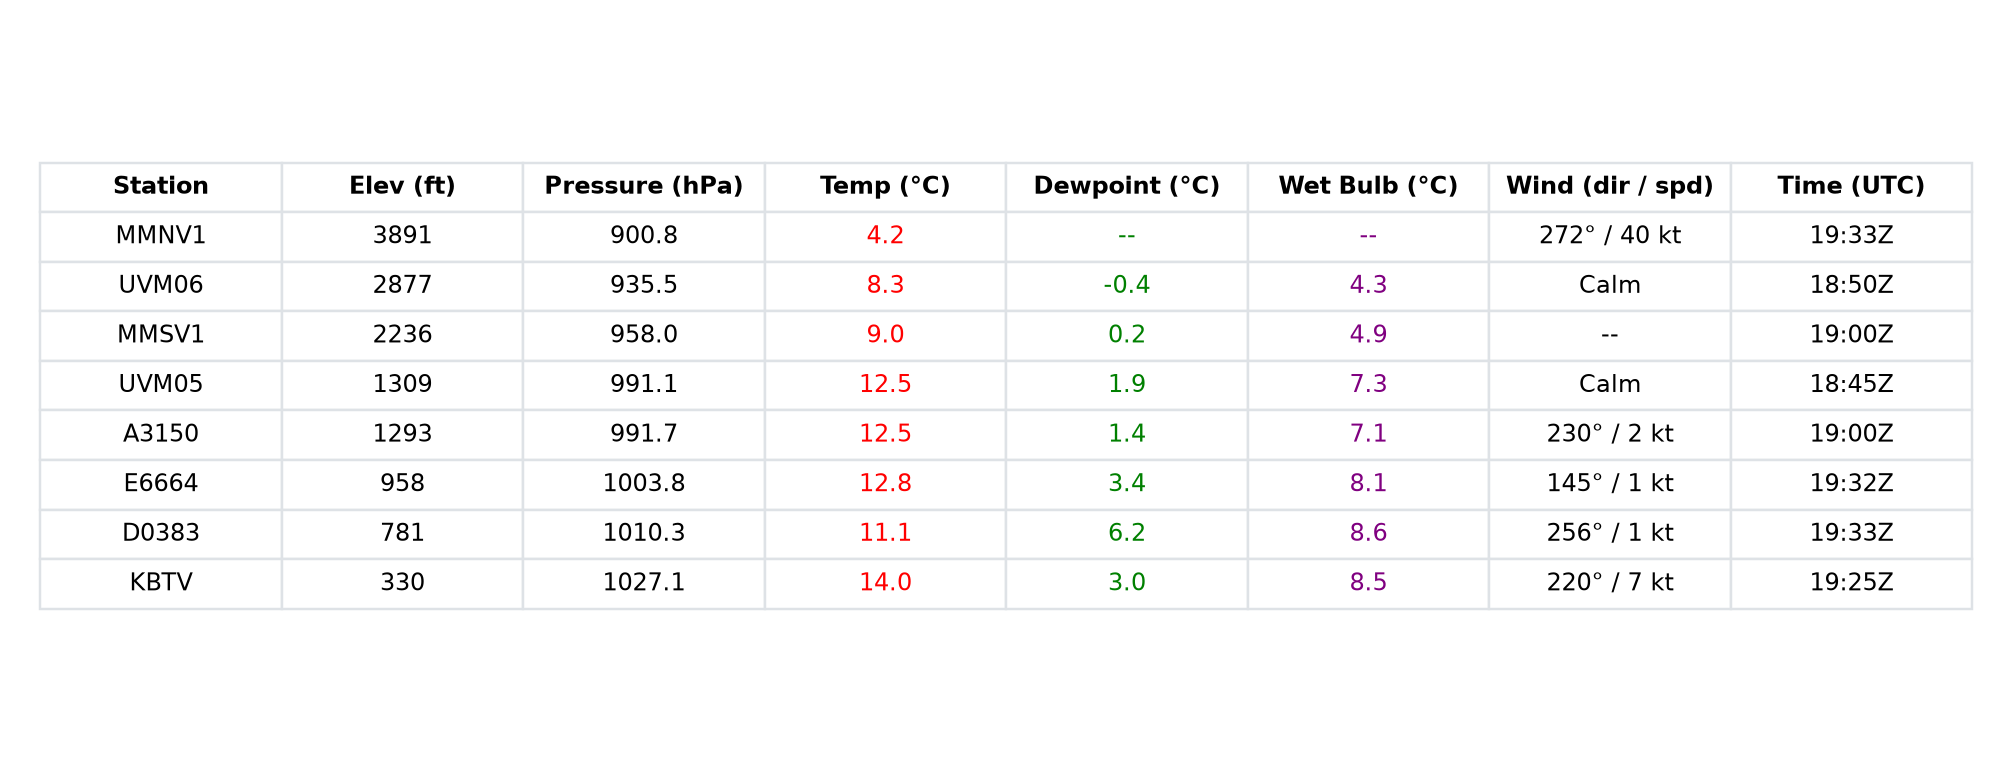 Station Elev (ft) Pressure (hPa) Temp (°C) Dewpoint (°C) Wet Bulb (°C) Wind (dir / spd) Time (UTC)
MMNV1 3891 900.8 4.2 -- -- 272° / 40 kt 19:33Z
UVM06 2877 935.5 8.3 -0.4 4.3 Calm 18:50Z
MMSV1 2236 958.0 9.0 0.2 4.9 -- 19:00Z
UVM05 1309 991.1 12.5 1.9 7.3 Calm 18:45Z
A3150 1293 991.7 12.5 1.4 7.1 230° / 2 kt 19:00Z
E6664 958 1003.8 12.8 3.4 8.1 145° / 1 kt 19:32Z
D0383 781 1010.3 11.1 6.2 8.6 256° / 1 kt 19:33Z
KBTV 330 1027.1 14.0 3.0 8.5 220° / 7 kt 19:25Z